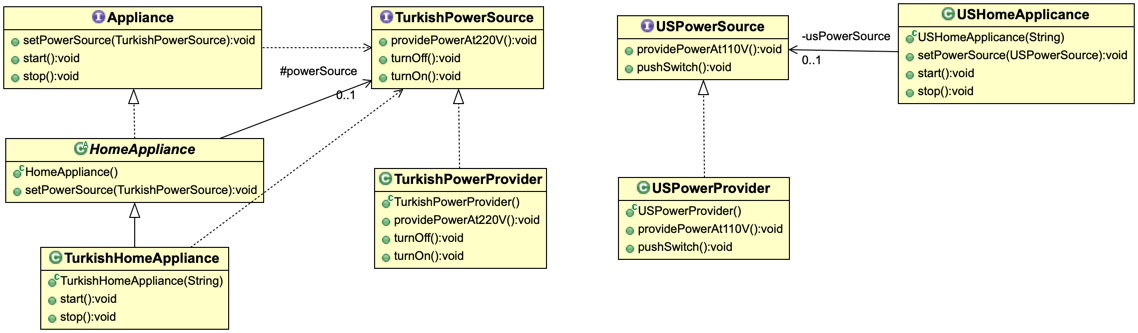 Appliance
setPowerSource(TurkishPowerSource):void
start():void
stop():void
TurkishPowerSource
providePowerAt220V():void
turnOff():void
turnOn():void
#powerSource
0..1
HomeAppliance
HomeAppliance()
setPowerSource(TurkishPowerSource):void
TurkishHomeAppliance
TurkishHomeAppliance(String)
start():void
stop():void
TurkishPowerProvider
TurkishPowerProvider()
providePowerAt220V():void
turnOff():void
turnOn():void
USPowerSource
providePowerAt110V():void
pushSwitch():void
-usPowerSource
0..1
USHomeApplicance
USHomeApplicance(String)
setPowerSource(USPowerSource):void
start():void
stop():void
USPowerProvider
USPowerProvider()
providePowerAt110V():void
pushSwitch():void